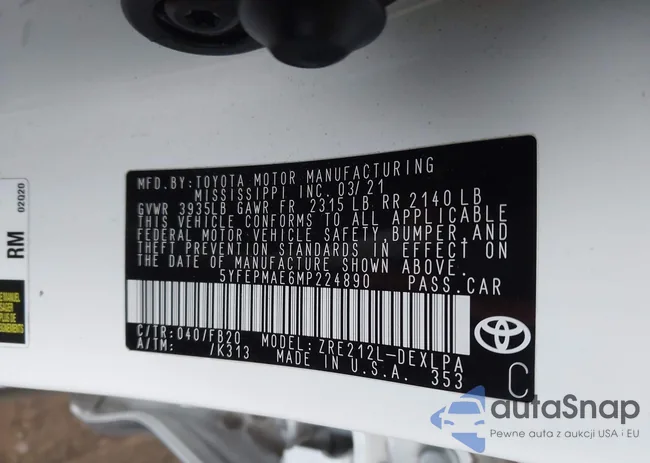 MFD. BY: TOYOTA MOTOR MANUFACTURING
MISSISSIPPI INC. 03/21
GVWR 3935LB GAWR FR 2315 LB RR 2140 LB
THIS VEHICLE CONFORMS TO ALL APPLICABLE
FEDERAL MOTOR VEHICLE SAFETY, BUMPER, AND
THEFT PREVENTION STANDARDS IN EFFECT ON
THE DATE OF MANUFACTURE SHOWN ABOVE.
5YFEPMAE6MP224890 PASS. CAR
C/TR: 040/FB20 MODEL: ZRE212L-DEXLPA
A/TM: /K313 MADE IN U.S.A. 353
C
02020
RM
autaSnap
Pewne auta z aukcji USA i EU